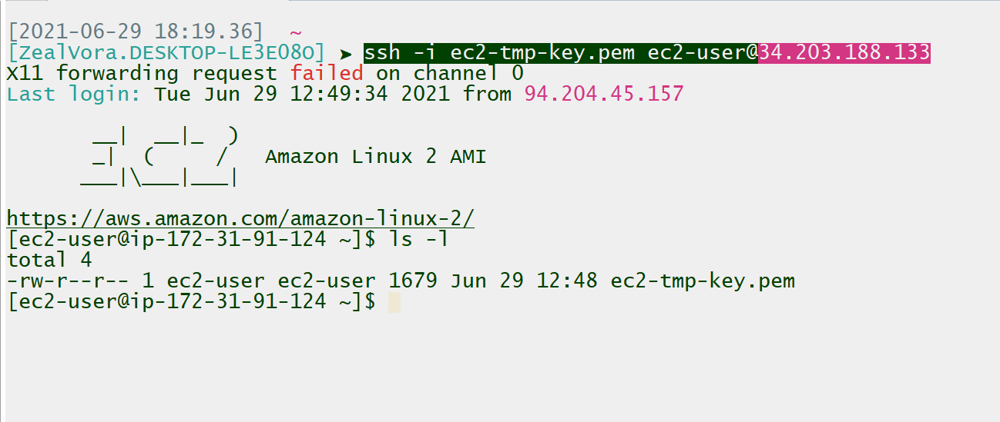 [2021-06-29 18:19.36]  ~
[ZealVora.DESKTOP-LE3E08O] ➤ ssh -i ec2-tmp-key.pem ec2-user@34.203.188.133
X11 forwarding request failed on channel 0
Last login: Tue Jun 29 12:49:34 2021 from 94.204.45.157
       __|  __|_  )
       _|  (     /   Amazon Linux 2 AMI
      ___|\___|___|
https://aws.amazon.com/amazon-linux-2/
[ec2-user@ip-172-31-91-124 ~]$ ls -l
total 4
-rw-r--r-- 1 ec2-user ec2-user 1679 Jun 29 12:48 ec2-tmp-key.pem
[ec2-user@ip-172-31-91-124 ~]$